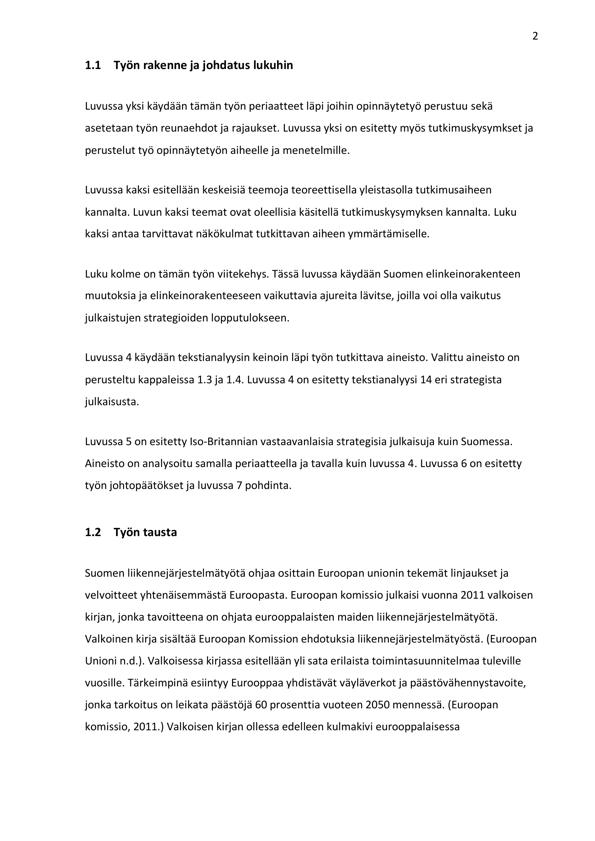 2
1.1 Työn rakenne ja johdatus lukuhin
Luvussa yksi käydään tämän työn periaatteet läpi joihin opinnäytetyö perustuu sekä
asetetaan työn reunaehdot ja rajaukset. Luvussa yksi on esitetty myös tutkimuskysymkset ja
perustelut työ opinnäytetyön aiheelle ja menetelmille.
Luvussa kaksi esitellään keskeisiä teemoja teoreettisella yleistasolla tutkimusaiheen
kannalta. Luvun kaksi teemat ovat oleellisia käsitellä tutkimuskysymyksen kannalta. Luku
kaksi antaa tarvittavat näkökulmat tutkittavan aiheen ymmärtämiselle.
Luku kolme on tämän työn viitekehys. Tässä luvussa käydään Suomen elinkeinorakenteen
muutoksia ja elinkeinorakenteeseen vaikuttavia ajureita lävitse, joilla voi olla vaikutus
julkaistujen strategioiden lopputulokseen.
Luvussa 4 käydään tekstianalyysin keinoin läpi työn tutkittava aineisto. Valittu aineisto on
perusteltu kappaleissa 1.3 ja 1.4. Luvussa 4 on esitetty tekstianalyysi 14 eri strategista
julkaisusta.
Luvussa 5 on esitetty Iso-Britannian vastaavanlaisia strategisia julkaisuja kuin Suomessa.
Aineisto on analysoitu samalla periaatteella ja tavalla kuin luvussa 4. Luvussa 6 on esitetty
työn johtopäätökset ja luvussa 7 pohdinta.
1.2 Työn tausta
Suomen liikennejärjestelmätyötä ohjaa osittain Euroopan unionin tekemät linjaukset ja
velvoitteet yhtenäisemmästä Euroopasta. Euroopan komissio julkaisi vuonna 2011 valkoisen
kirjan, jonka tavoitteena on ohjata eurooppalaisten maiden liikennejärjestelmätyötä.
Valkoinen kirja sisältää Euroopan Komission ehdotuksia liikennejärjestelmätyöstä. (Euroopan
Unioni n.d.). Valkoisessa kirjassa esitellään yli sata erilaista toimintasuunnitelmaa tuleville
vuosille. Tärkeimpinä esiintyy Eurooppaa yhdistävät väyläverkot ja päästövähennystavoite,
jonka tarkoitus on leikata päästöjä 60 prosenttia vuoteen 2050 mennessä. (Euroopan
komissio, 2011.) Valkoisen kirjan ollessa edelleen kulmakivi eurooppalaisessa